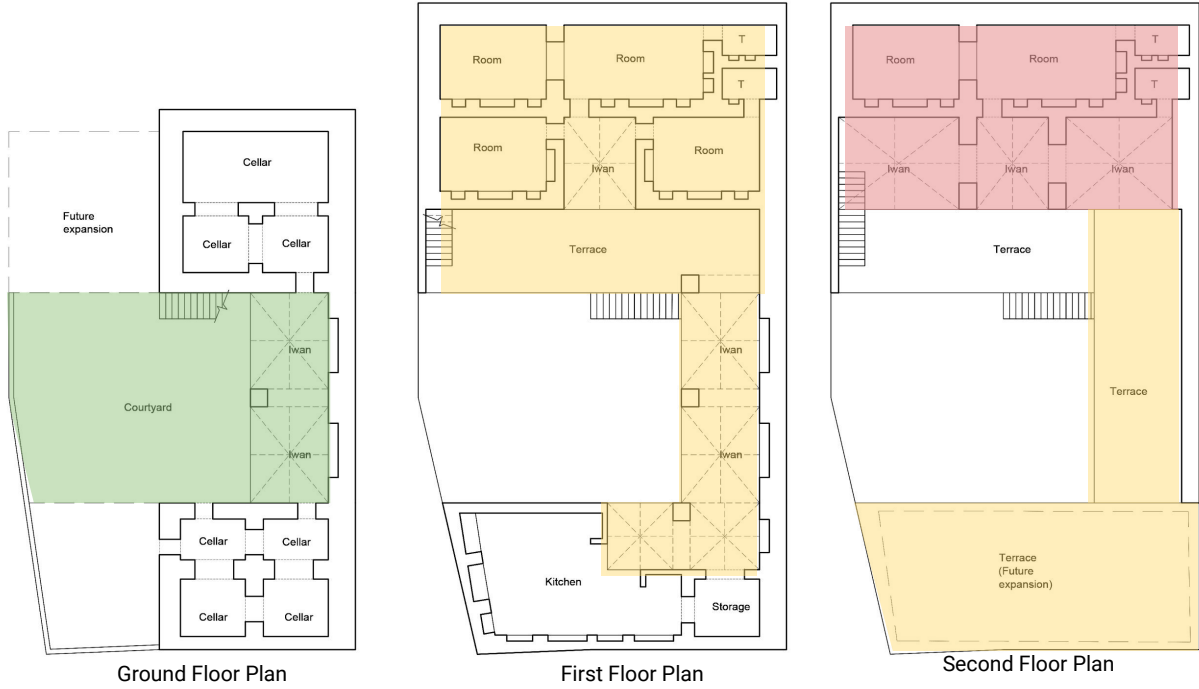 Cellar
Future
expansion
Cellar
Cellar
Iwan
Courtyard
Iwan
Cellar
Cellar
Cellar
Cellar
Ground Floor Plan
Room
Room
T
T
Room
Iwan
Room
Terrace
Iwan
Iwan
Kitchen
Storage
First Floor Plan
Room
Room
T
T
Iwan
Iwan
Iwan
Terrace
Terrace
Terrace
(Future
expansion)
Second Floor Plan